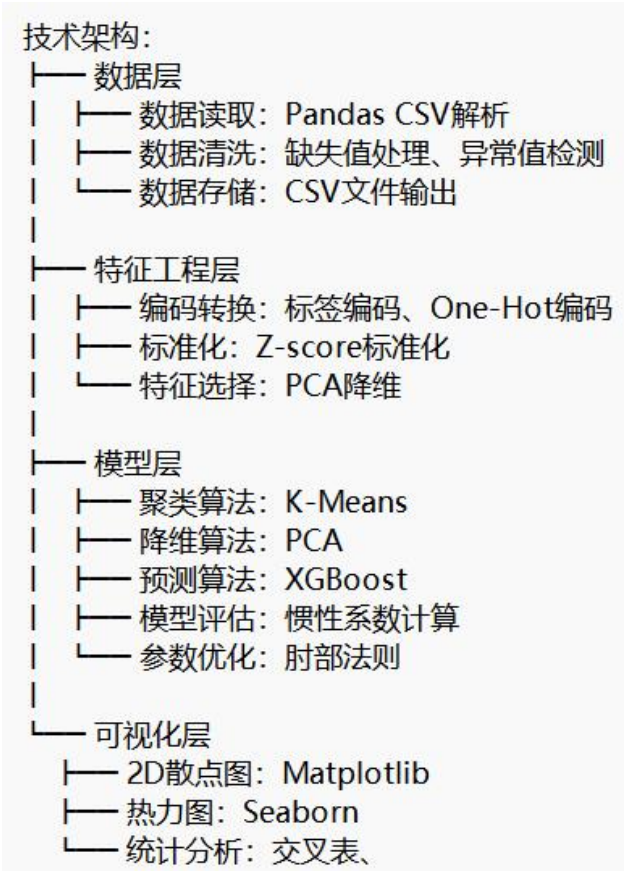 技术架构：
├── 数据层
│   ├── 数据读取：Pandas CSV解析
│   ├── 数据清洗：缺失值处理、异常值检测
│   └── 数据存储：CSV文件输出
│
├── 特征工程层
│   ├── 编码转换：标签编码、One-Hot编码
│   ├── 标准化：Z-score标准化
│   └── 特征选择：PCA降维
│
├── 模型层
│   ├── 聚类算法：K-Means
│   ├── 降维算法：PCA
│   ├── 预测算法：XGBoost
│   ├── 模型评估：惯性系数计算
│   └── 参数优化：肘部法则
│
└── 可视化层
    ├── 2D散点图：Matplotlib
    ├── 热力图：Seaborn
    └── 统计分析：交叉表、